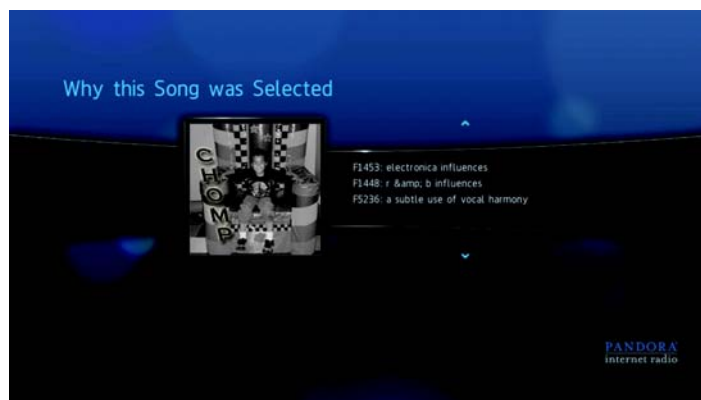 Why this Song was Selected
CHOMP
F1453: electronica influences
F1448: r &amp; b influences
F5236: a subtle use of vocal harmony
PANDORA
internet radio